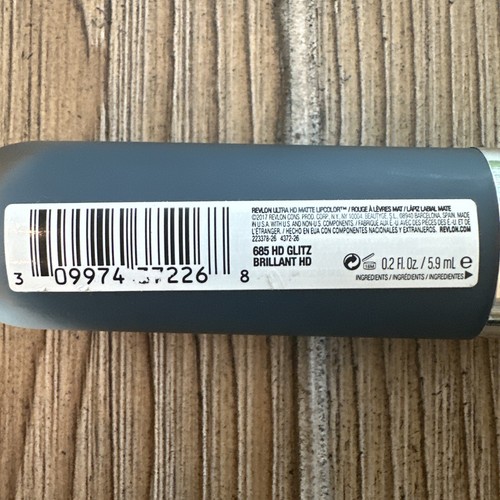 REVLON ULTRA HD MATTE LIPCOLOR™ / ROUGE À LÈVRES MAT / LÁPIZ LABIAL MATE
©2017 REVLON CONS. PROD. CORP., N.Y., NY 10004. BEAUTYGE, S.L., 08940 BARCELONA, SPAIN. MADE
IN U.S.A. WITH U.S. AND NON-U.S. COMPONENTS. / FABRIQUÉ AUX É.-U. AVEC DES PIÈCES DES É.-U. ET DE
L'ÉTRANGER. / HECHO EN EUA CON COMPONENTES NACIONALES Y EXTRANJEROS. REVLON.COM
223378-26 4372-26
685 HD GLITZ
BRILLANT HD
18M 0.2 Fl. Oz. / 5.9 mL e
INGREDIENTS / INGRÉDIENTS / INGREDIENTES
3 09974 37226 8